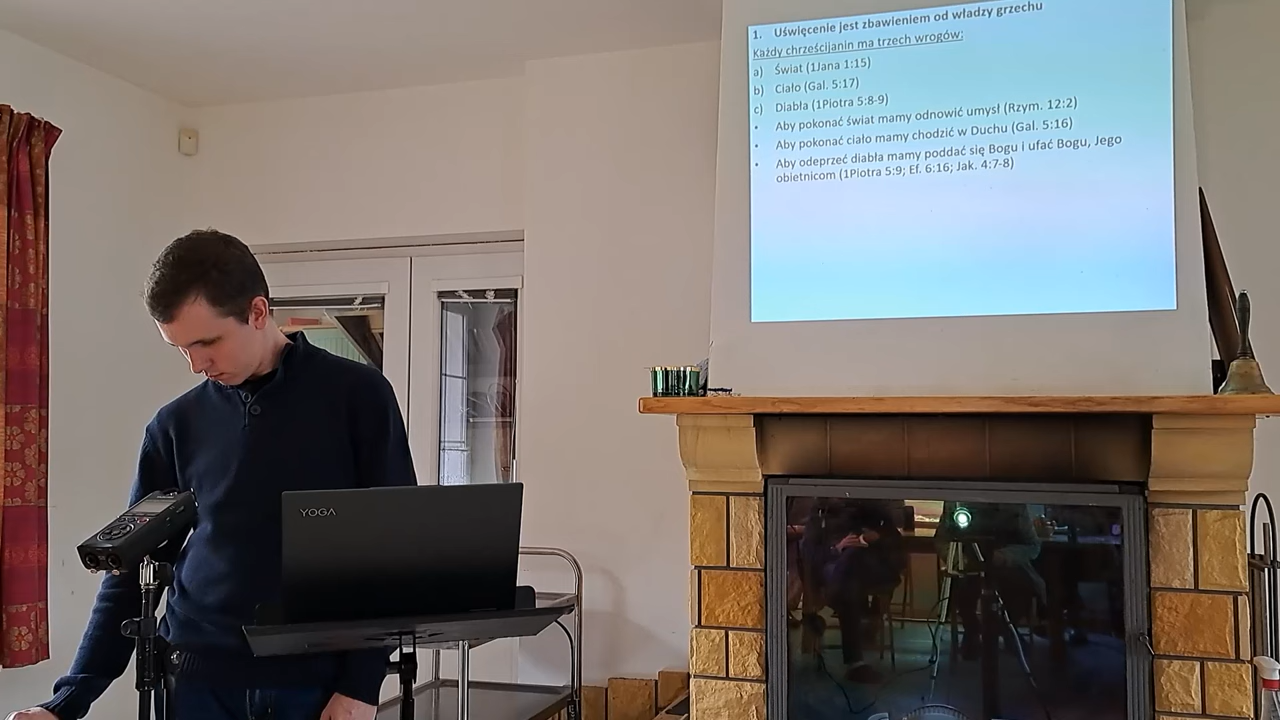 1. Uświęcenie jest zbawieniem od władzy grzechu
Każdy chrześcijanin ma trzech wrogów:
a) Świat (1Jana 1:15)
b) Ciało (Gal. 5:17)
c) Diabła (1Piotra 5:8-9)
• Aby pokonać świat mamy odnowić umysł (Rzym. 12:2)
• Aby pokonać ciało mamy chodzić w Duchu (Gal. 5:16)
• Aby odeprzeć diabła mamy poddać się Bogu i ufać Bogu, Jego
obietnicom (1Piotra 5:9; Ef. 6:16; Jak. 4:7-8)
YOGA